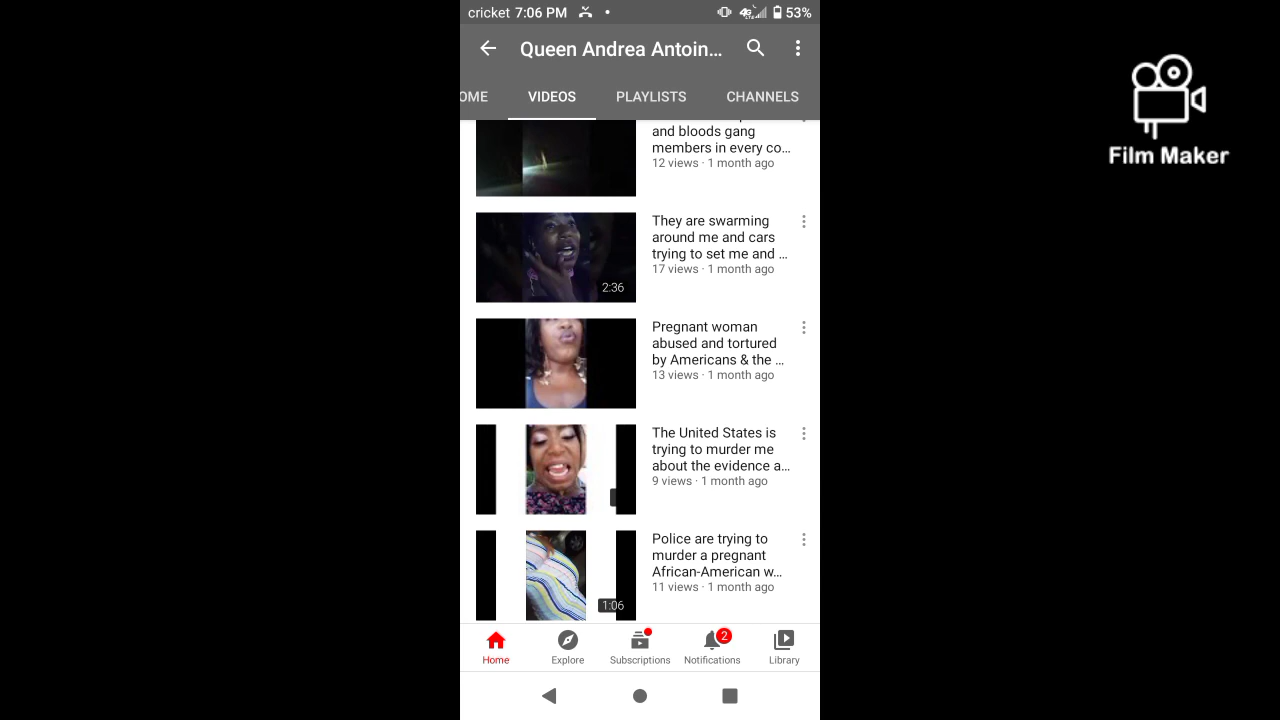 cricket 7:06 PM 53%
Queen Andrea Antoin…
OME VIDEOS PLAYLISTS CHANNELS
and bloods gang
members in every co…
12 views · 1 month ago
They are swarming
around me and cars
trying to set me and …
17 views · 1 month ago
2:36
Pregnant woman
abused and tortured
by Americans & the …
13 views · 1 month ago
The United States is
trying to murder me
about the evidence a…
9 views · 1 month ago
Police are trying to
murder a pregnant
African-American w…
11 views · 1 month ago
1:06
2
Home Explore Subscriptions Notifications Library
Film Maker